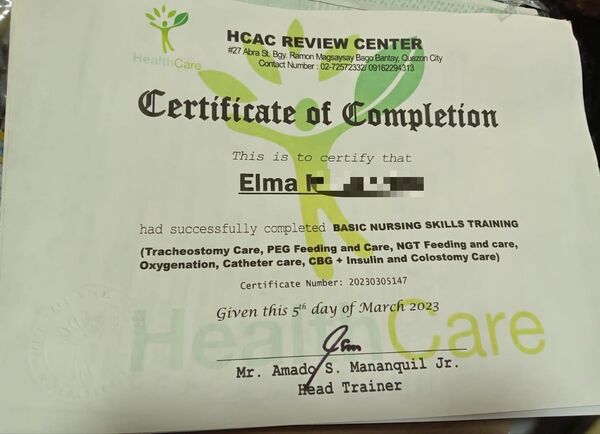 HealthCare
HCAC REVIEW CENTER
#27 Abra St. Bgy. Ramon Magsaysay Bago Bantay, Quezon City
Contact Number : 02-72572332/ 09162294313
Certificate of Completion
This is to certify that
Elma
had successfully completed BASIC NURSING SKILLS TRAINING
(Tracheostomy Care, PEG Feeding and Care, NGT Feeding and care,
Oxygenation, Catheter care, CBG + Insulin and Colostomy Care)
Certificate Number: 20230305147
Given this 5th day of March 2023
HealthCare
Mr. Amado S. Mananquil Jr.
Head Trainer